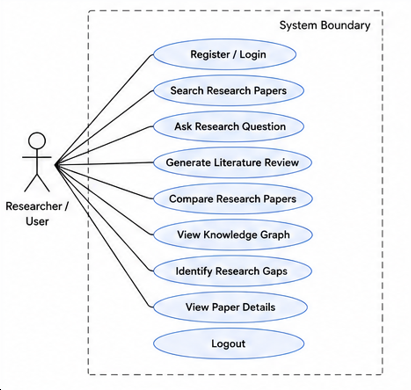 System Boundary
Register / Login
Search Research Papers
Ask Research Question
Generate Literature Review
Compare Research Papers
View Knowledge Graph
Identify Research Gaps
View Paper Details
Logout
Researcher /
User